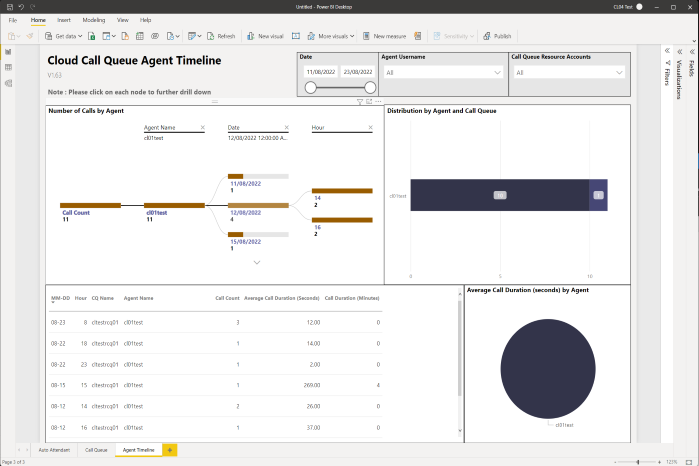 Untitled - Power BI Desktop
CL04 Test
File Home Insert Modeling View Help
Get data Refresh New visual More visuals New measure Sensitivity Publish
Cloud Call Queue Agent Timeline
V1.63
Note : Please click on each node to further drill down
Date
11/08/2022 23/08/2022
Agent Username
All
Call Queue Resource Accounts
All
Filters
Visualizations
Fields
Number of Calls by Agent
Agent Name
cl01test
Date
12/08/2022 12:00:00 A...
Hour
Call Count
11
cl01test
11
11/08/2022
1
12/08/2022
4
15/08/2022
1
14
2
16
2
Distribution by Agent and Call Queue
cl01test
10
1
0 5 10
MM-DD Hour CQ Name Agent Name Call Count Average Call Duration (Seconds) Call Duration (Minutes)
08-23 8 cltestrcq01 cl01test 3 12.00 0
08-22 18 cltestrcq01 cl01test 1 14.00 0
08-22 23 cltestrcq01 cl01test 1 2.00 0
08-15 15 cltestrcq01 cl01test 1 269.00 4
08-12 14 cltestrcq01 cl01test 2 26.00 0
08-12 16 cltestrcq01 cl01test 1 37.00 0
Average Call Duration (seconds) by Agent
cl01test
Auto Attendant Call Queue Agent Timeline +
Page 3 of 3
123%